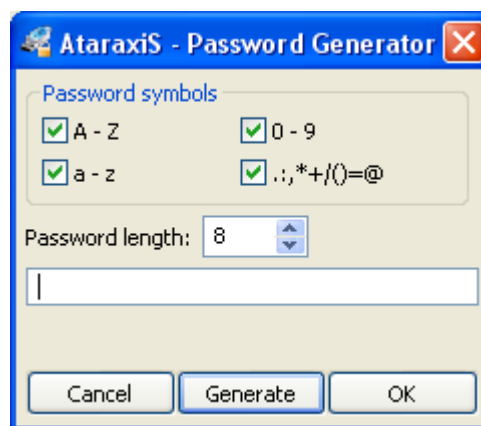 AtaraxiS - Password Generator
Password symbols
A - Z 0 - 9
a - z .:,*+/()=@
Password length: 8
Cancel Generate OK